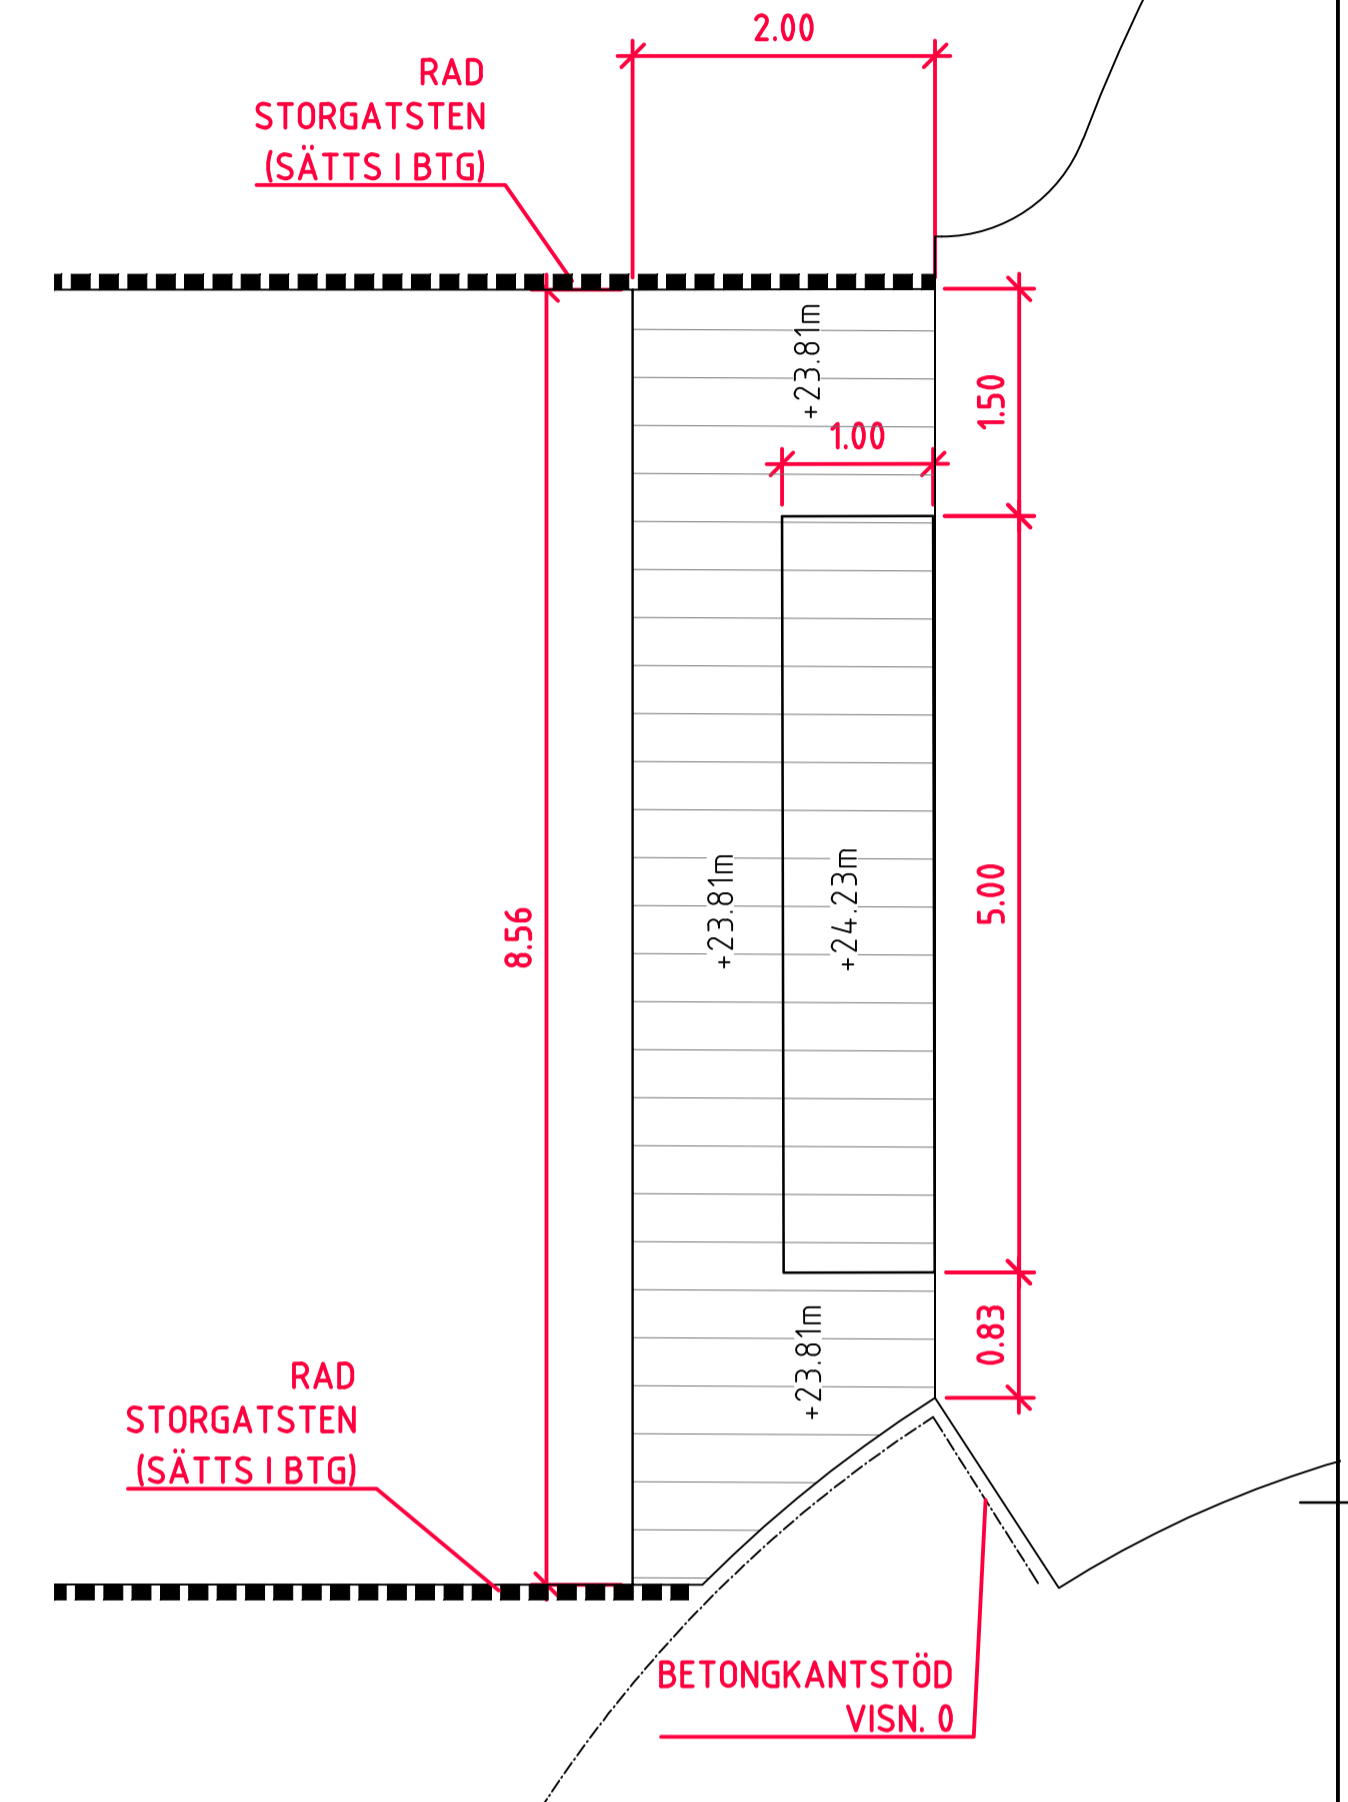 2.00
RAD
STORGATSTEN
(SÄTTS I BTG)
+23.81m
1.50
1.00
8.56
+23.81m
+24.23m
5.00
+23.81m
0.83
RAD
STORGATSTEN
(SÄTTS I BTG)
BETONGKANTSTÖD
VISN. 0